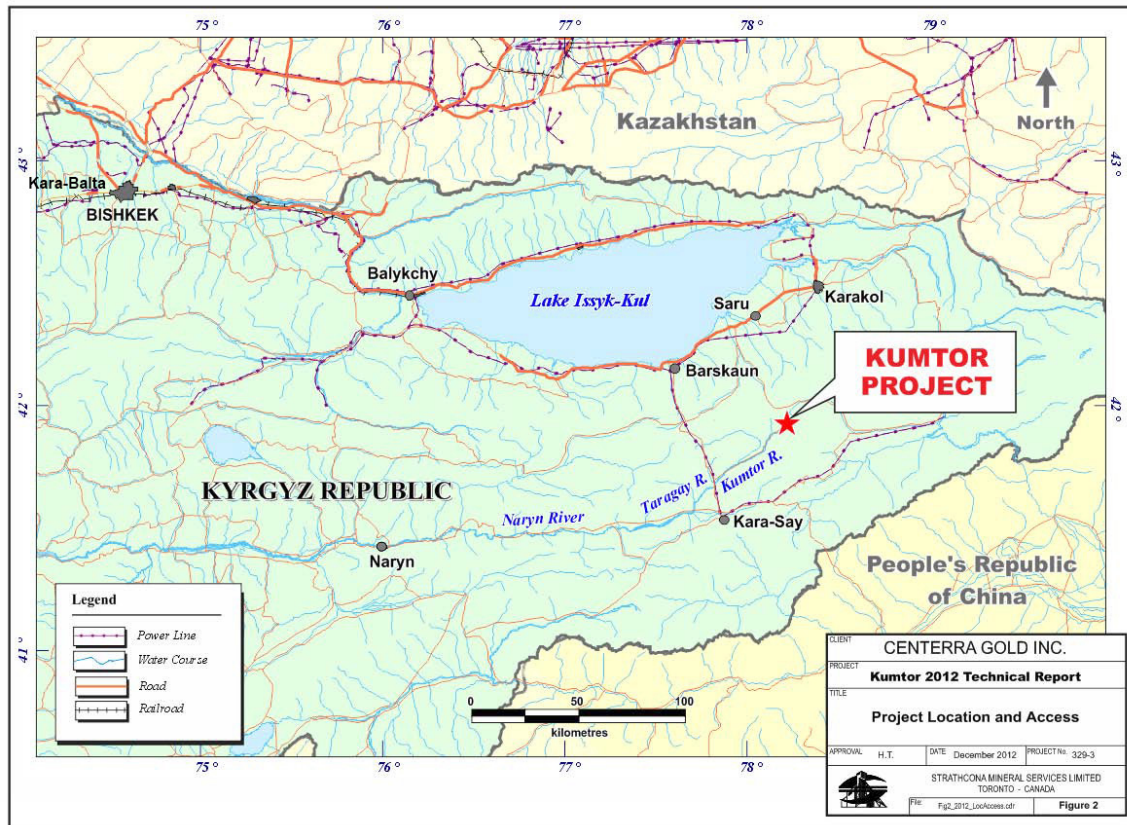 75 °
76 °
77 °
78 °
79 °
Kazakhstan
North
43 °
43 °
Kara-Balta
BISHKEK
Balykchy
Lake Issyk-Kul
Saru
Karakol
Barskaun
KUMTOR
PROJECT
42 °
42 °
KYRGYZ REPUBLIC
Taragay R.
Kumtor R.
Naryn River
Kara-Say
Naryn
People's Republic
of China
41 °
Legend
Power Line
Water Course
Road
Railroad
0 50 100
kilometres
75 °
76 °
77 °
78 °
CLIENT
CENTERRA GOLD INC.
PROJECT
Kumtor 2012 Technical Report
TITLE
Project Location and Access
APPROVAL H.T. DATE December 2012 PROJECT No. 329-3
STRATHCONA MINERAL SERVICES LIMITED
TORONTO - CANADA
File: Fig2_2012_LocAccess.cdr Figure 2